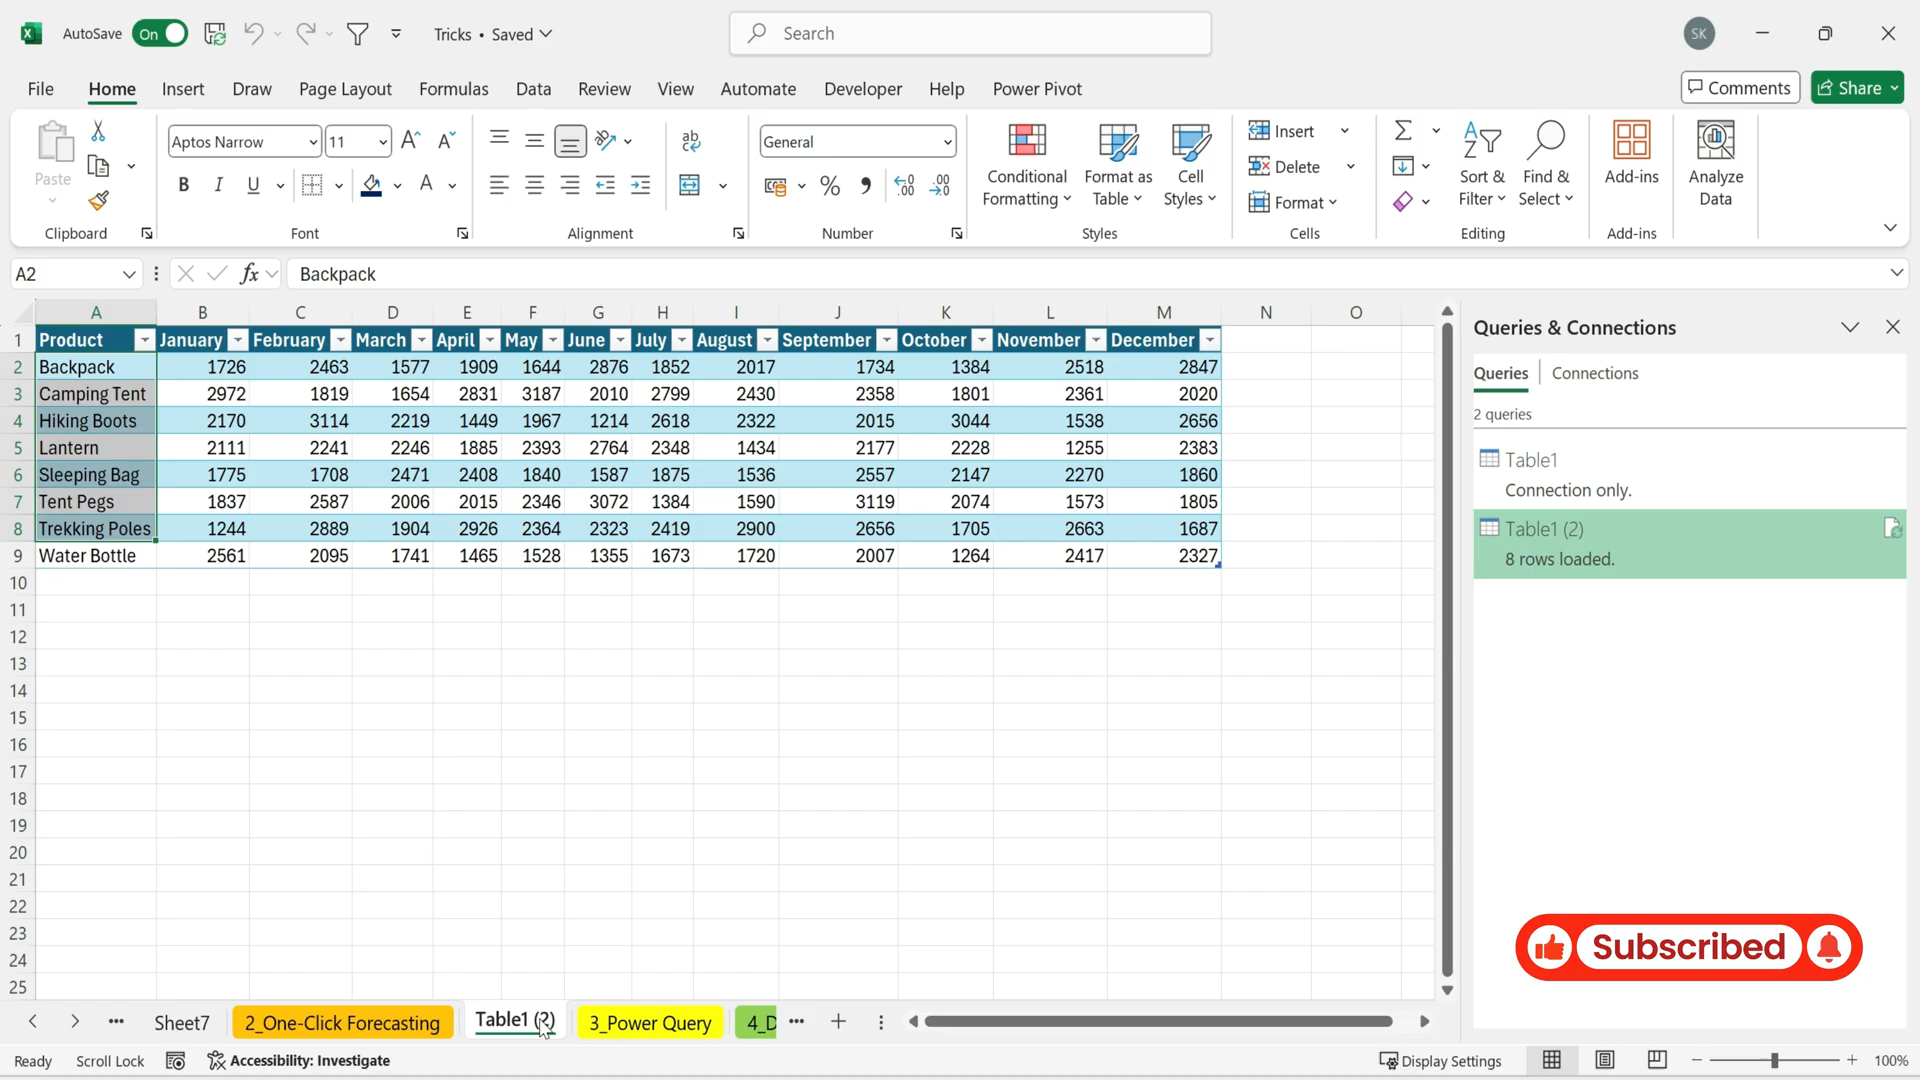 AutoSave On Tricks • Saved Search SK
File Home Insert Draw Page Layout Formulas Data Review View Automate Developer Help Power Pivot Comments Share
Paste Aptos Narrow 11 General Conditional Formatting Format as Table Cell Styles Insert Delete Format Sort & Filter Find & Select Add-ins Analyze Data
Clipboard Font Alignment Number Styles Cells Editing Add-ins
A2 fx Backpack
A B C D E F G H I J K L M N O
1 Product January February March April May June July August September October November December
2 Backpack 1726 2463 1577 1909 1644 2876 1852 2017 1734 1384 2518 2847
3 Camping Tent 2972 1819 1654 2831 3187 2010 2799 2430 2358 1801 2361 2020
4 Hiking Boots 2170 3114 2219 1449 1967 1214 2618 2322 2015 3044 1538 2656
5 Lantern 2111 2241 2246 1885 2393 2764 2348 1434 2177 2228 1255 2383
6 Sleeping Bag 1775 1708 2471 2408 1840 1587 1875 1536 2557 2147 2270 1860
7 Tent Pegs 1837 2587 2006 2015 2346 3072 1384 1590 3119 2074 1573 1805
8 Trekking Poles 1244 2889 1904 2926 2364 2323 2419 2900 2656 1705 2663 1687
9 Water Bottle 2561 2095 1741 1465 1528 1355 1673 1720 2007 1264 2417 2327
10
11
12
13
14
15
16
17
18
19
20
21
22
23
24
25
Queries & Connections
Queries Connections
2 queries
Table1
Connection only.
Table1 (2)
8 rows loaded.
Subscribed
Sheet7 2_One-Click Forecasting Table1 (2) 3_Power Query 4_D
Ready Scroll Lock Accessibility: Investigate Display Settings 100%